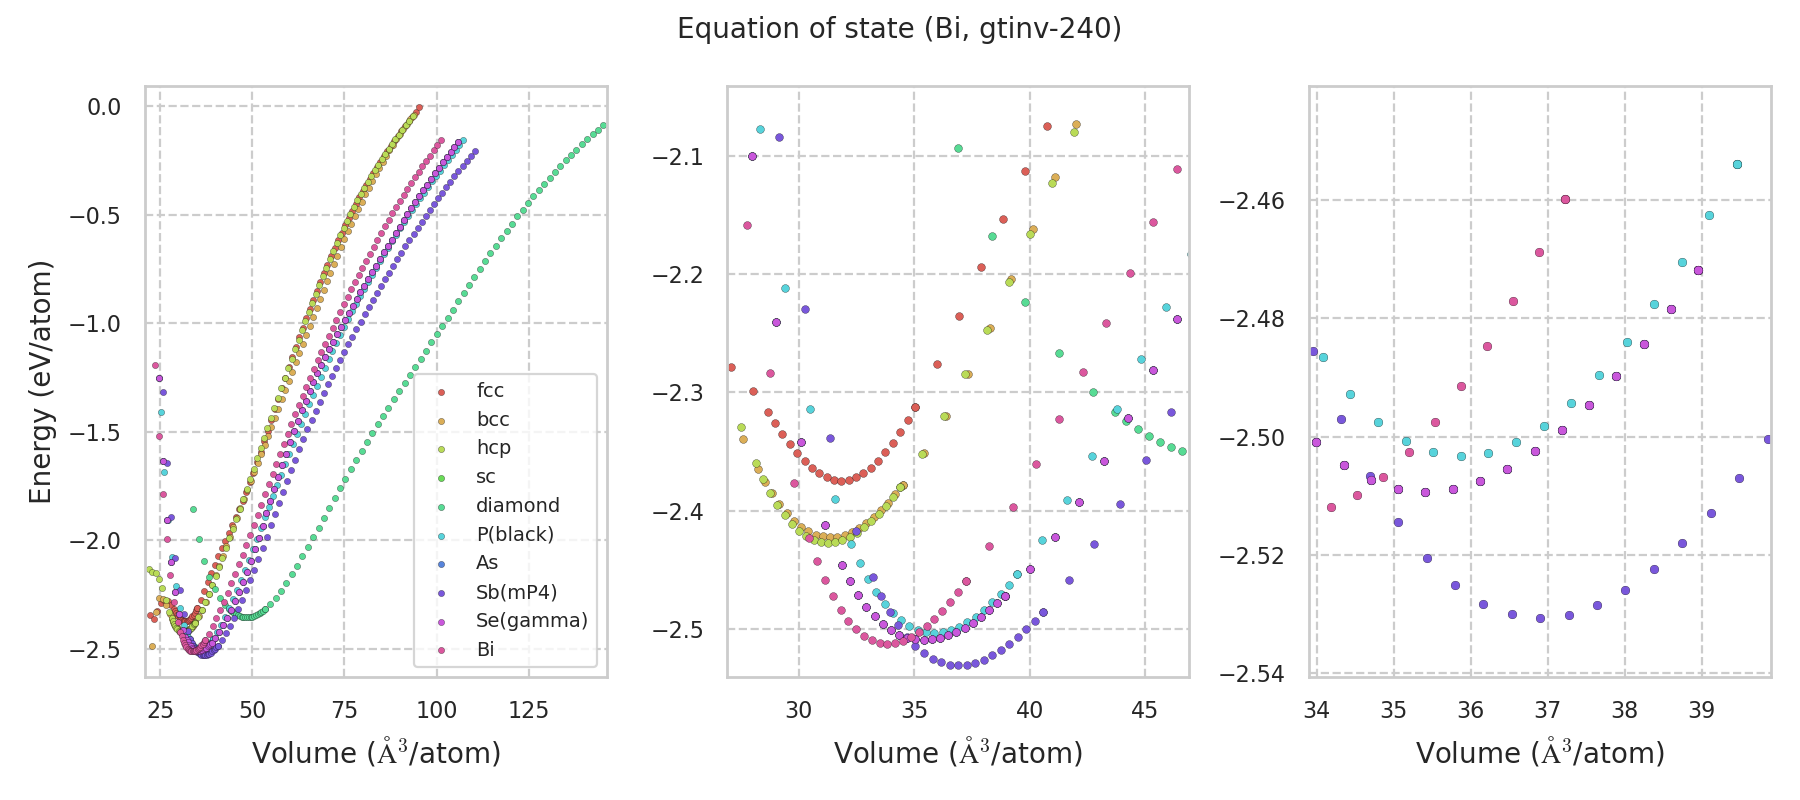 Equation of state (Bi, gtinv-240)
Energy (eV/atom)
0.0
−0.5
−1.0
−1.5
−2.0
−2.5
25
50
75
100
125
Volume (Å³/atom)
fcc
bcc
hcp
sc
diamond
P(black)
As
Sb(mP4)
Se(gamma)
Bi
−2.1
−2.2
−2.3
−2.4
−2.5
30
35
40
45
Volume (Å³/atom)
−2.46
−2.48
−2.50
−2.52
−2.54
34
35
36
37
38
39
Volume (Å³/atom)